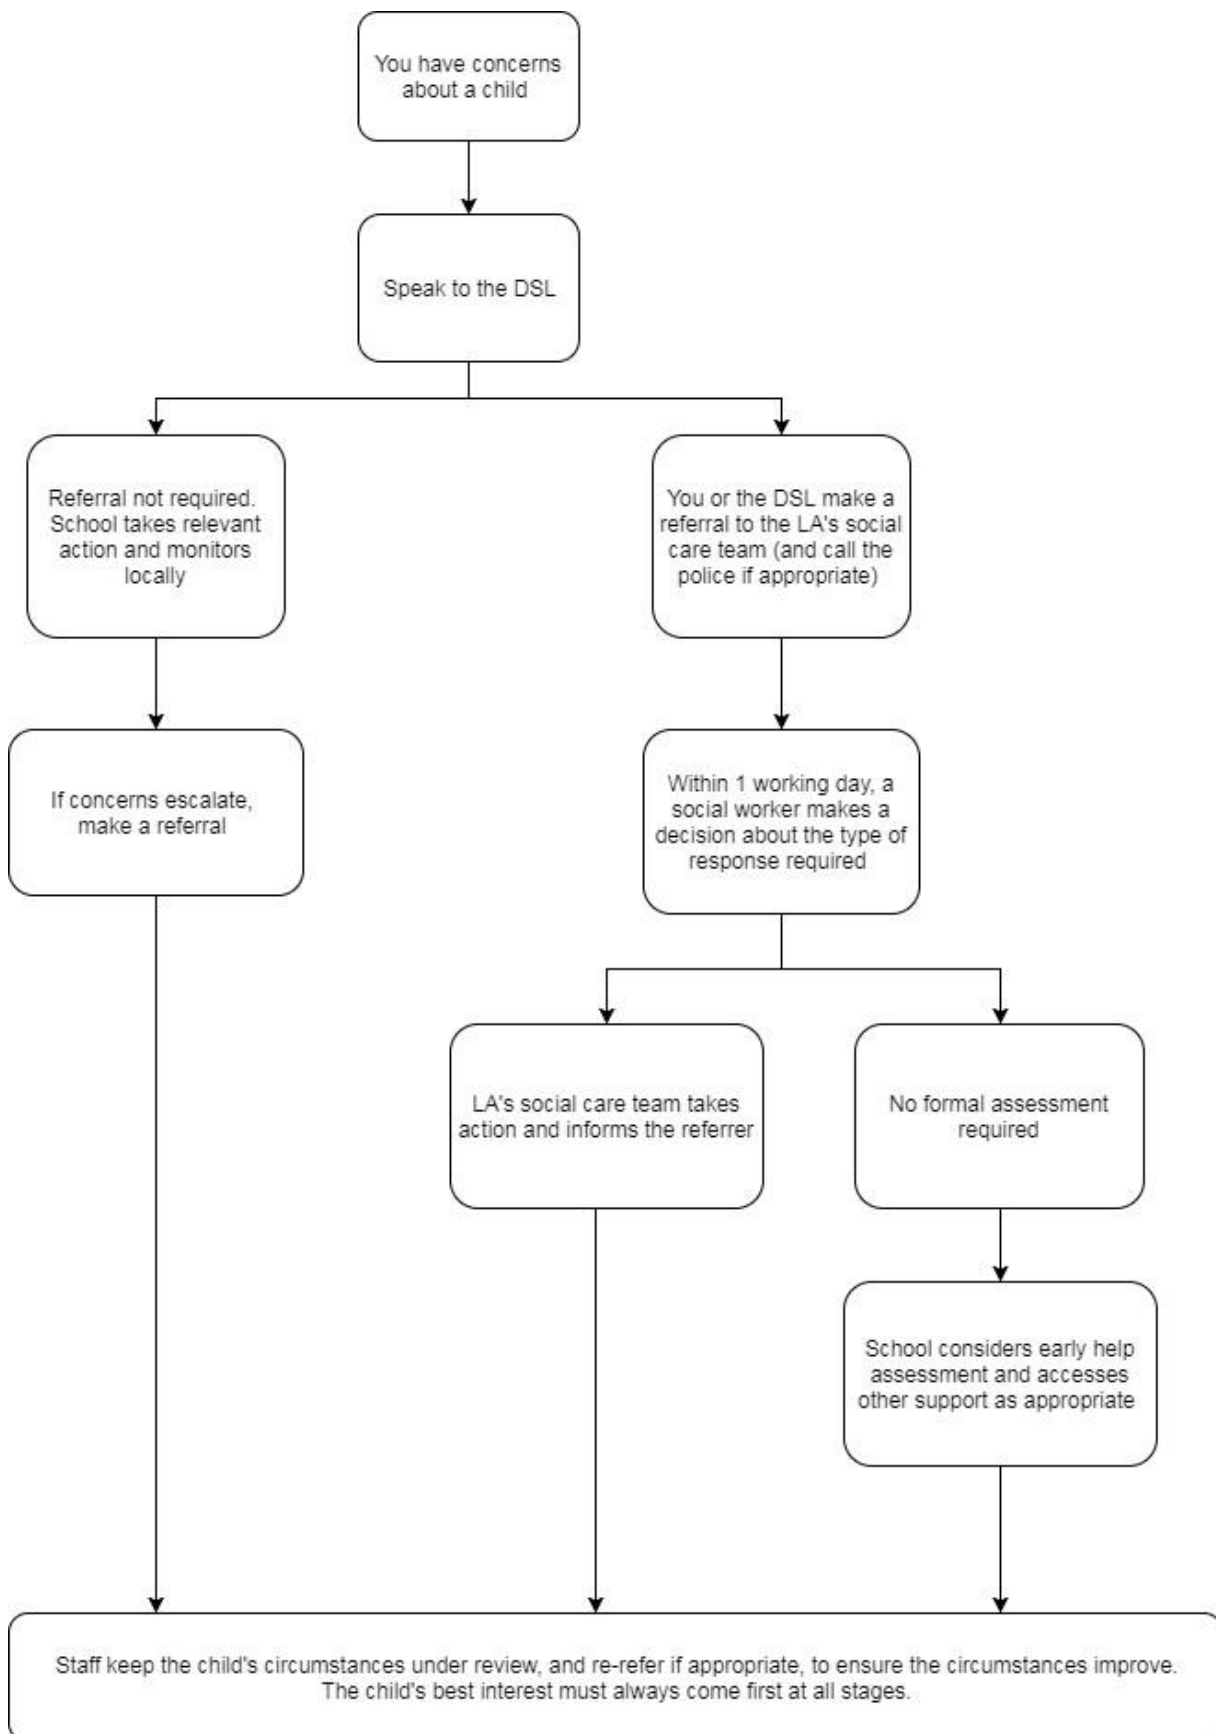 You have concerns
about a child
Speak to the DSL
Referral not required.
School takes relevant
action and monitors
locally
You or the DSL make a
referral to the LA's social
care team (and call the
police if appropriate)
If concerns escalate,
make a referral
Within 1 working day, a
social worker makes a
decision about the type of
response required
LA's social care team takes
action and informs the referrer
No formal assessment
required
School considers early help
assessment and accesses
other support as appropriate
Staff keep the child's circumstances under review, and re-refer if appropriate, to ensure the circumstances improve.
The child's best interest must always come first at all stages.